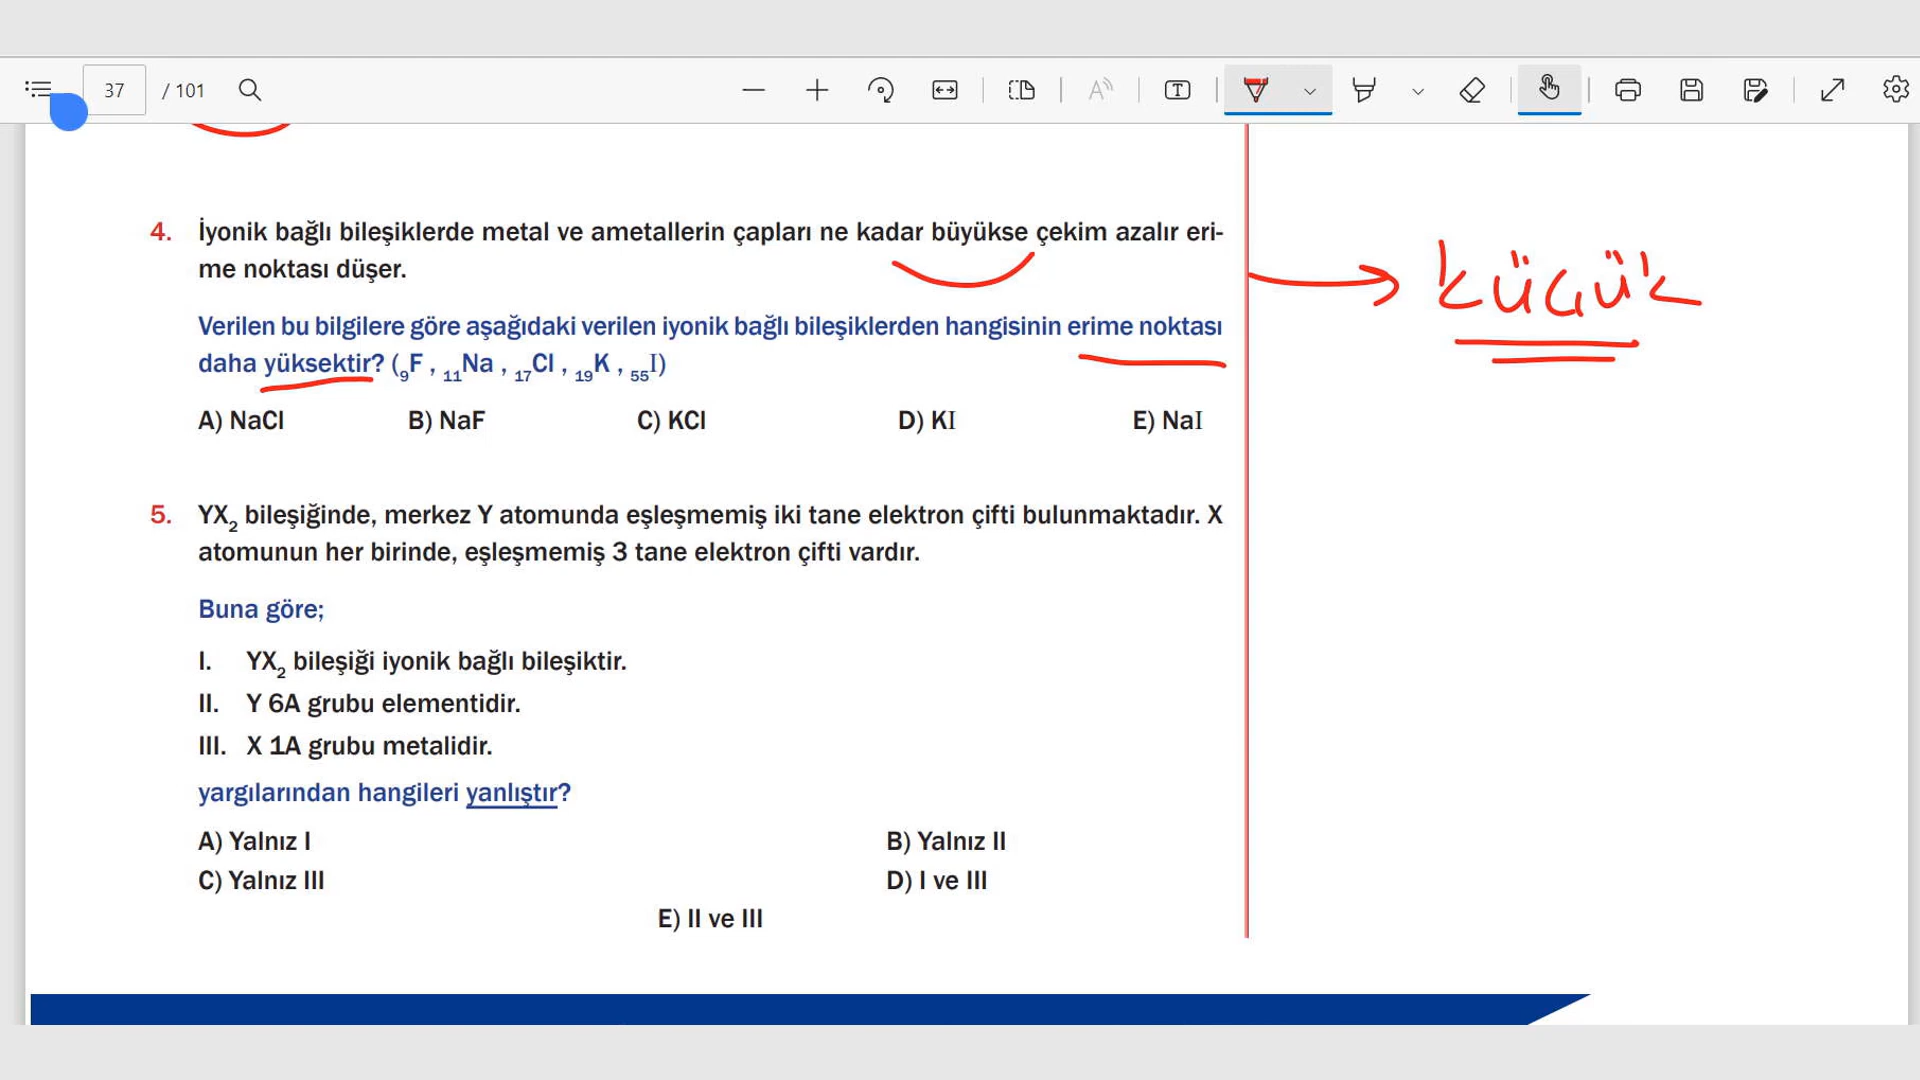 37 / 101
4. İyonik bağlı bileşiklerde metal ve ametallerin çapları ne kadar büyükse çekim azalır eri-
me noktası düşer.
küçük
Verilen bu bilgilere göre aşağıdaki verilen iyonik bağlı bileşiklerden hangisinin erime noktası
daha yüksektir? (₉F , ₁₁Na , ₁₇Cl , ₁₉K , ₅₅I)
A) NaCl B) NaF C) KCl D) KI E) NaI
5. YX₂ bileşiğinde, merkez Y atomunda eşleşmemiş iki tane elektron çifti bulunmaktadır. X
atomunun her birinde, eşleşmemiş 3 tane elektron çifti vardır.
Buna göre;
I. YX₂ bileşiği iyonik bağlı bileşiktir.
II. Y 6A grubu elementidir.
III. X 1A grubu metalidir.
yargılarından hangileri yanlıştır?
A) Yalnız I B) Yalnız II
C) Yalnız III D) I ve III
E) II ve III